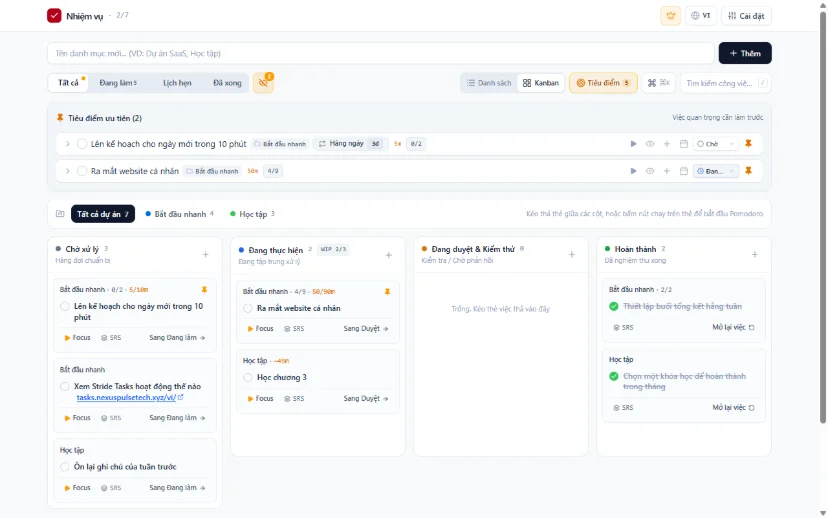 Nhiệm vụ · 2/7
VI
Cài đặt
Tên danh mục mới... (VD: Dự án SaaS, Học tập)
+ Thêm
Tất cả Đang làm 5 Lịch hẹn Đã xong
Danh sách Kanban Tiêu điểm 5 ⌘K Tìm kiếm công việ... /
Tiêu điểm ưu tiên (2) Việc quan trọng cần làm trước
Lên kế hoạch cho ngày mới trong 10 phút Bắt đầu nhanh Hàng ngày 3d 5m 0/2 Chờ
Ra mắt website cá nhân Bắt đầu nhanh 50m 4/9 Đan...
Tất cả dự án 7 Bắt đầu nhanh 4 Học tập 3 Kéo thả thẻ giữa các cột, hoặc bấm nút chạy trên thẻ để bắt đầu Pomodoro
Chờ xử lý 3
Hàng đợi chuẩn bị
Bắt đầu nhanh · 0/2 · 5/10m
Lên kế hoạch cho ngày mới trong 10
phút
Focus SRS Sang Đang làm →
Bắt đầu nhanh
Xem Stride Tasks hoạt động thế nào
tasks.nexuspulsetech.xyz/vi/
Focus SRS Sang Đang làm →
Học tập
Ôn lại ghi chú của tuần trước
Focus SRS Sang Đang làm →
Đang thực hiện 2 WIP 2/3
Đang tập trung xử lý
Bắt đầu nhanh · 4/9 · 50/90m
Ra mắt website cá nhân
Focus SRS Sang Duyệt →
Học tập · ~45m
Học chương 3
Focus SRS Sang Duyệt →
Đang duyệt & Kiểm thử 0
Kiểm tra / Chờ phản hồi
Trống. Kéo thẻ việc thả vào đây
Hoàn thành 2
Đã nghiệm thu xong
Bắt đầu nhanh · 2/2
Thiết lập buổi tổng kết hằng tuần
SRS Mở lại việc
Học tập
Chọn một khóa học để hoàn thành
trong tháng
SRS Mở lại việc